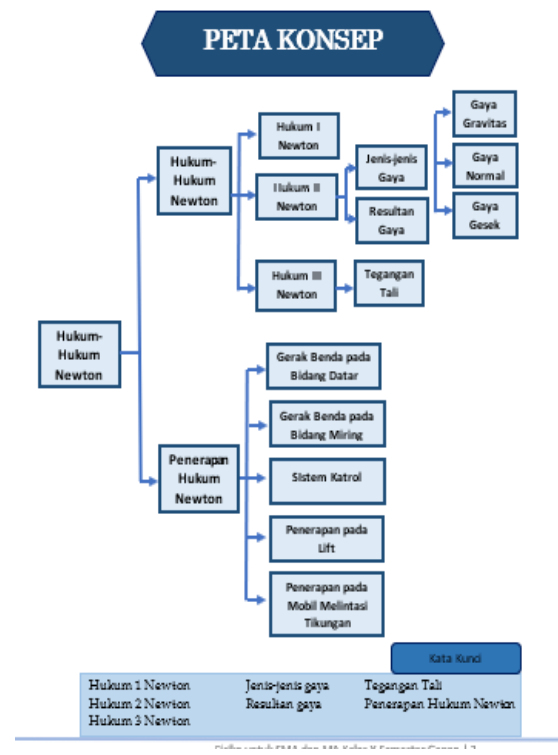 PETA KONSEP
Hukum-
Hukum
Newton
Hukum-
Hukum
Newton
Hukum I
Newton
Hukum II
Newton
Jenis-jenis
Gaya
Gaya
Gravitas
Gaya
Normal
Gaya
Gesek
Resultan
Gaya
Hukum III
Newton
Tegangan
Tali
Penerapan
Hukum
Newton
Gerak Benda pada
Bidang Datar
Gerak Benda pada
Bidang Miring
Sistem Katrol
Penerapan pada
Lift
Penerapan pada
Mobil Melintasi
Tikungan
Kata Kunci
Hukum 1 Newton Jenis-jenis gaya Tegangan Tali
Hukum 2 Newton Resultan gaya Penerapan Hukum Newton
Hukum 3 Newton